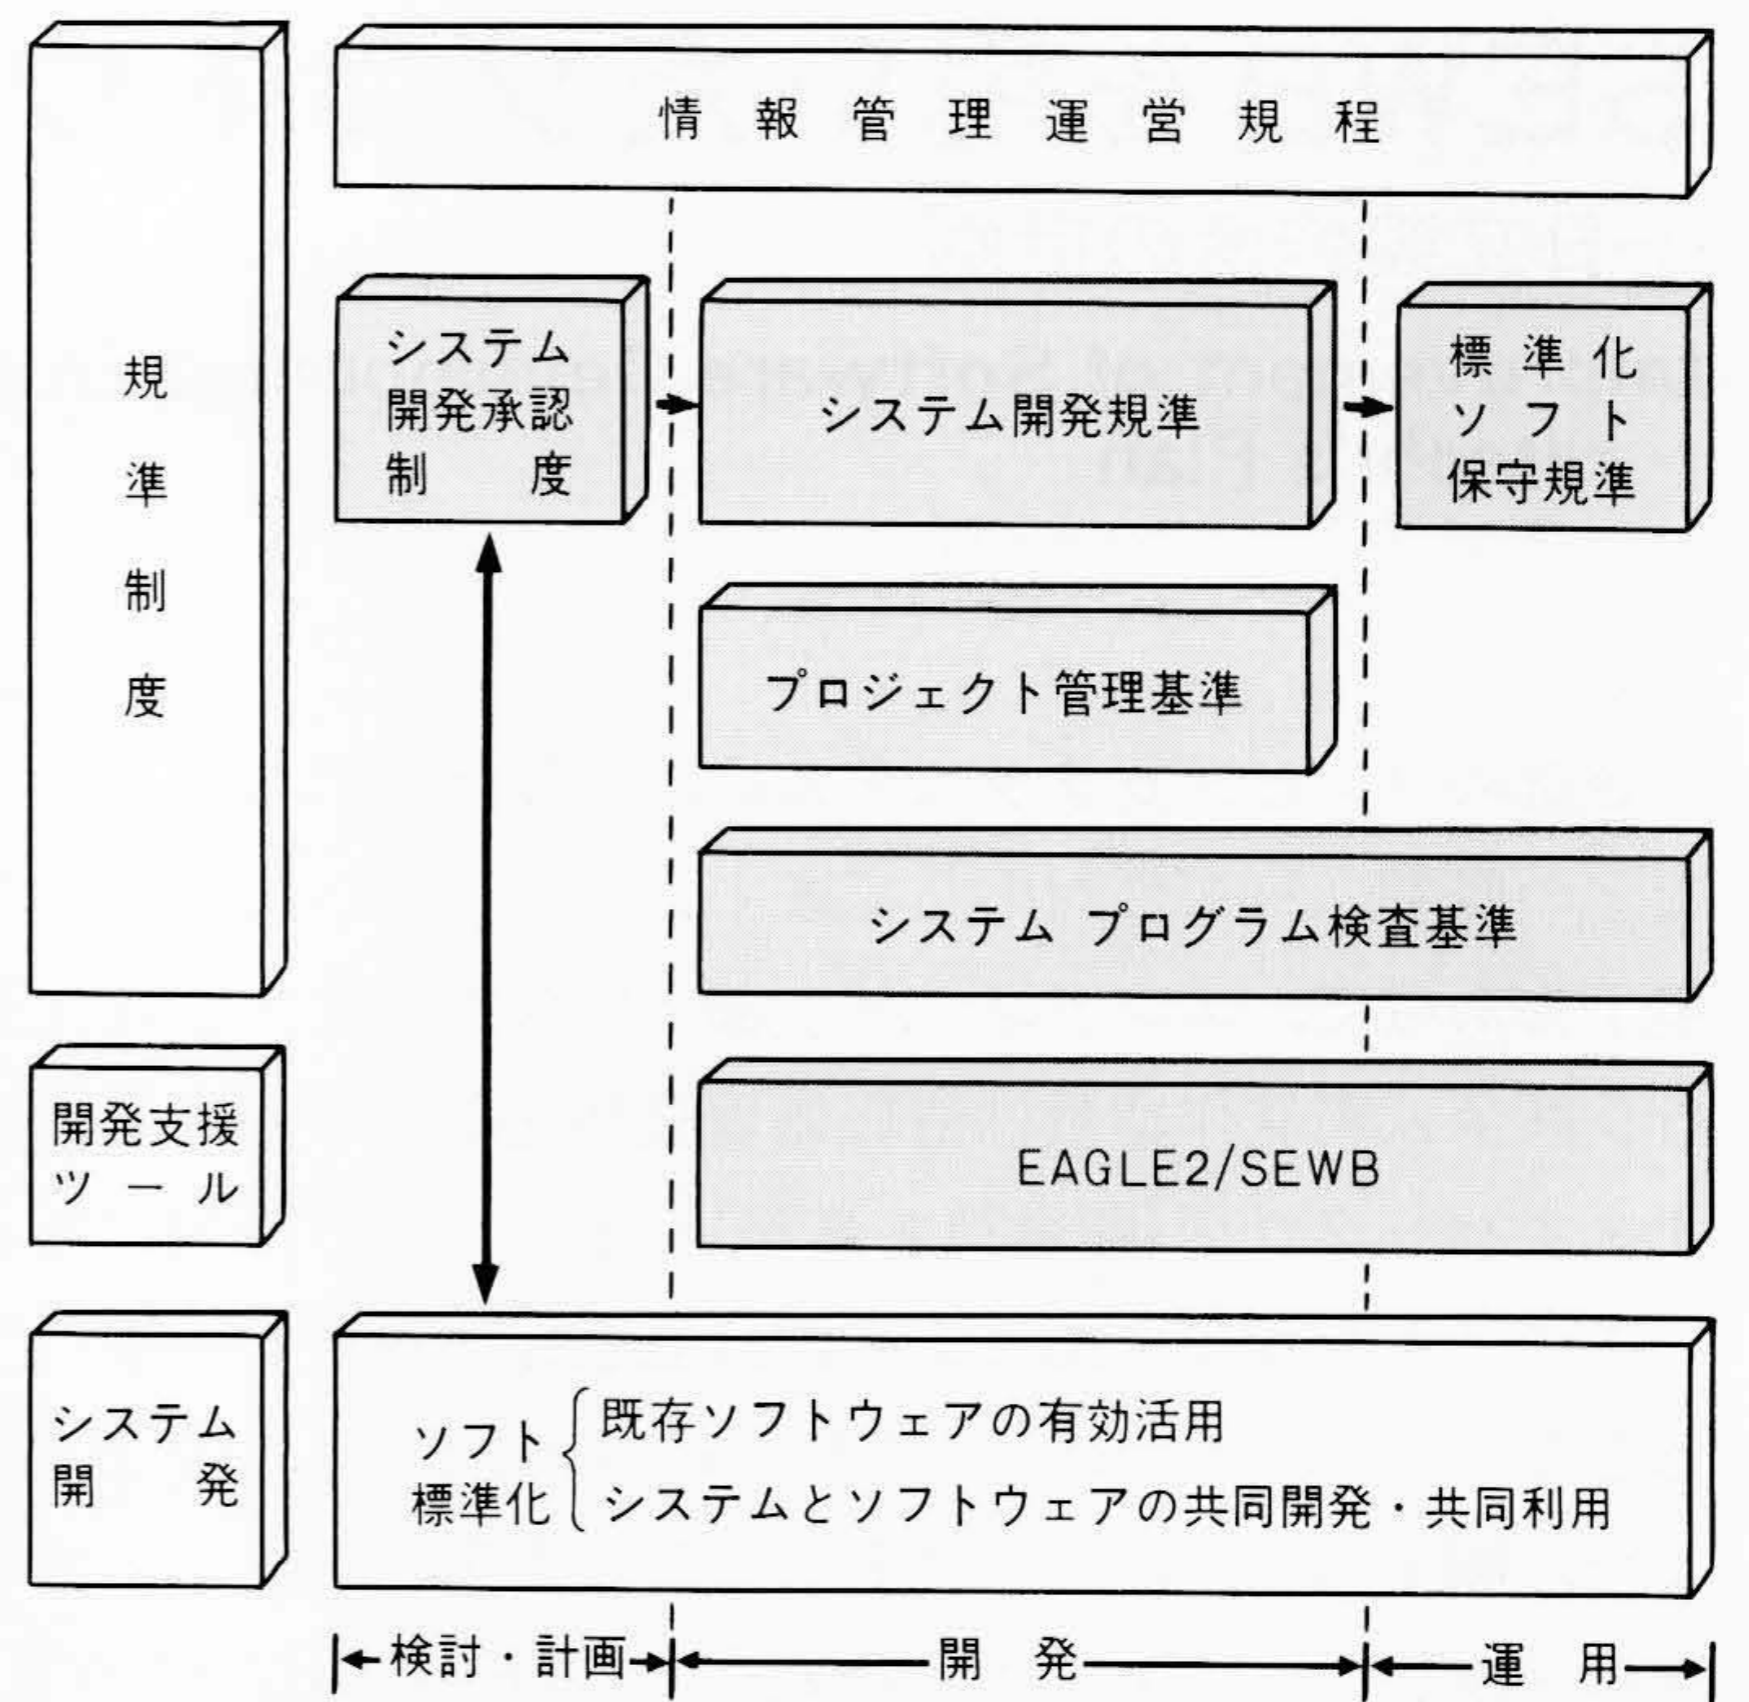 規準制度
情報管理運営規程
システム
開発承認
制度
システム開発規準
標準化
ソフト
保守規準
プロジェクト管理基準
システム プログラム検査基準
開発支援
ツール
EAGLE2/SEWB
システム
開発
ソフト
標準化
既存ソフトウェアの有効活用
システムとソフトウェアの共同開発・共同利用
検討・計画
開発
運用